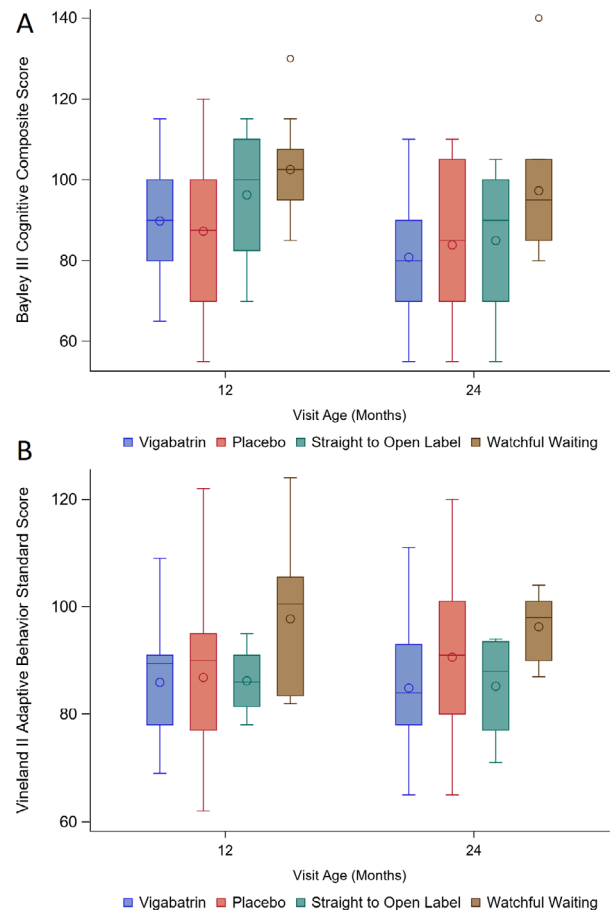 A
Bayley III Cognitive Composite Score
140
120
100
80
60
12 24
Visit Age (Months)
Vigabatrin Placebo Straight to Open Label Watchful Waiting
B
Vineland II Adaptive Behavior Standard Score
120
100
80
60
12 24
Visit Age (Months)
Vigabatrin Placebo Straight to Open Label Watchful Waiting